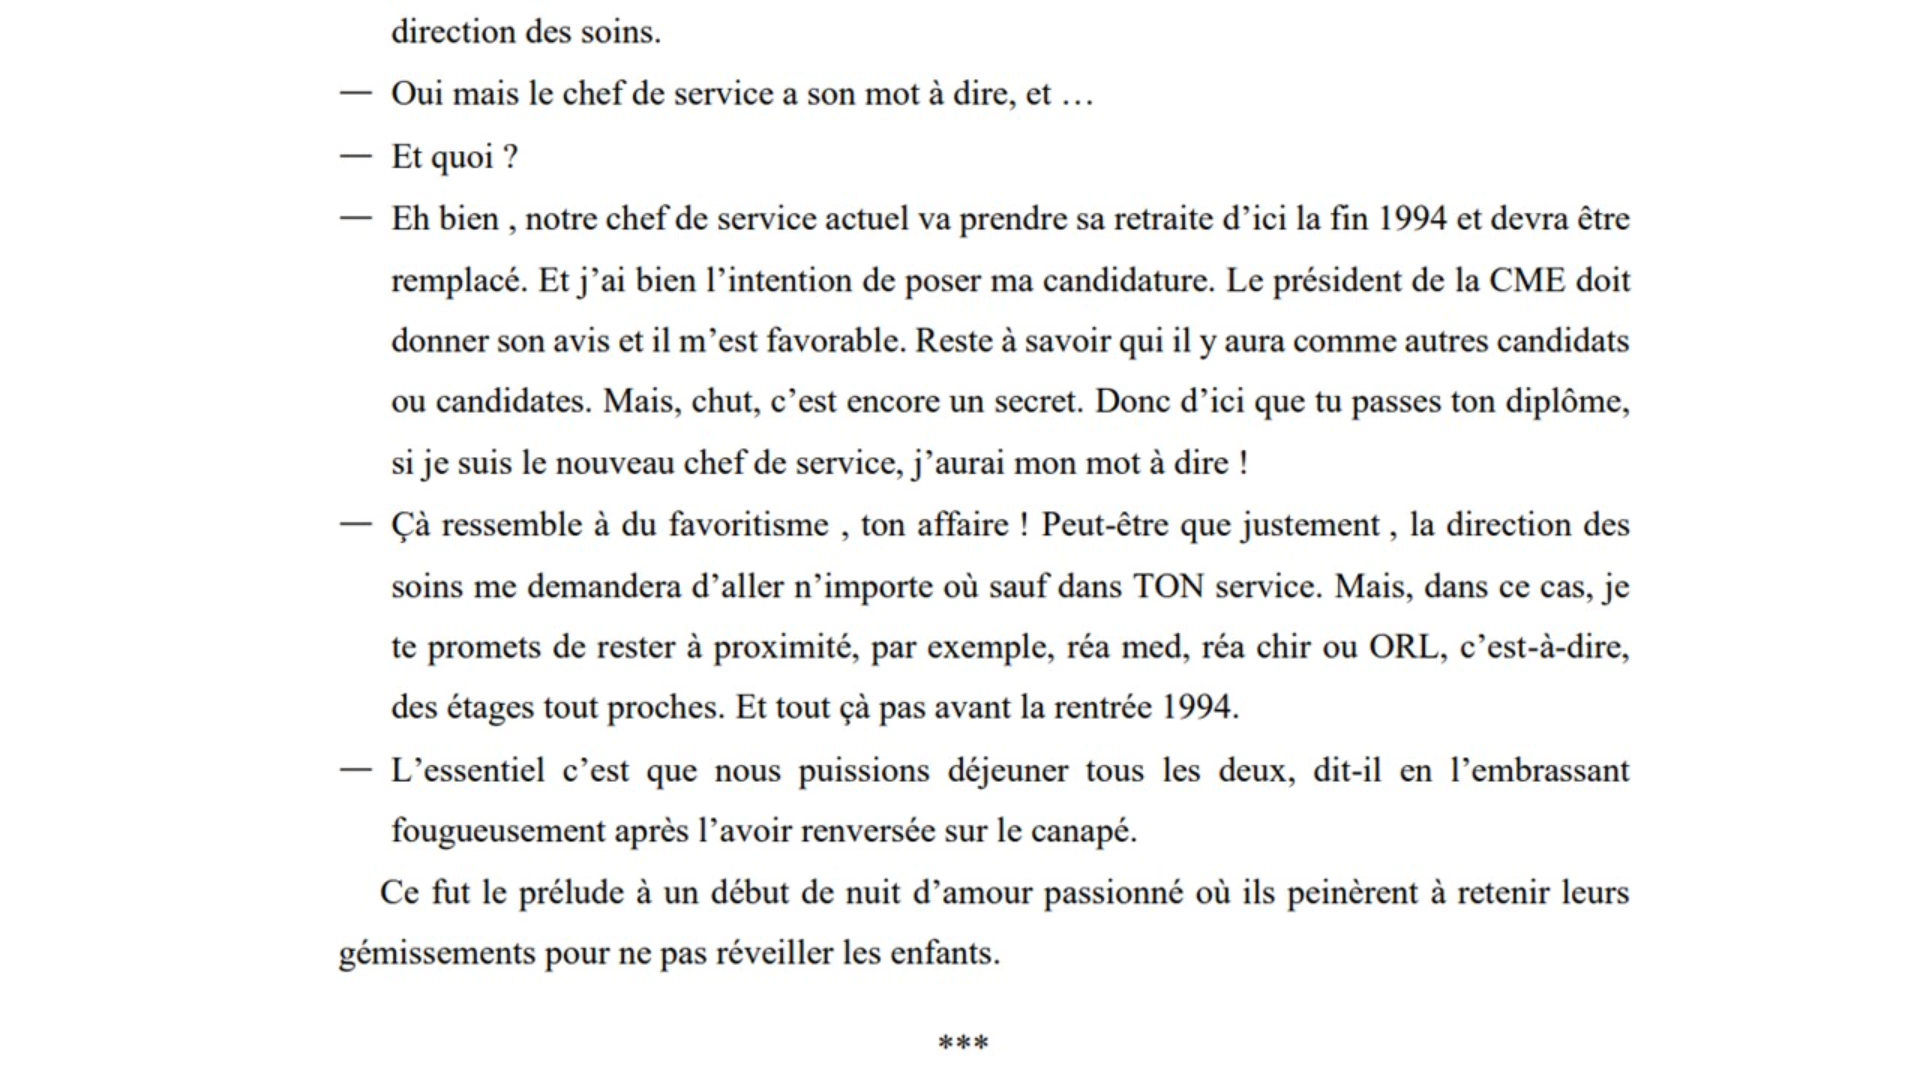 direction des soins.
— Oui mais le chef de service a son mot à dire, et …
— Et quoi ?
— Eh bien , notre chef de service actuel va prendre sa retraite d’ici la fin 1994 et devra être
remplacé. Et j’ai bien l’intention de poser ma candidature. Le président de la CME doit
donner son avis et il m’est favorable. Reste à savoir qui il y aura comme autres candidats
ou candidates. Mais, chut, c’est encore un secret. Donc d’ici que tu passes ton diplôme,
si je suis le nouveau chef de service, j’aurai mon mot à dire !
— Çà ressemble à du favoritisme , ton affaire ! Peut-être que justement , la direction des
soins me demandera d’aller n’importe où sauf dans TON service. Mais, dans ce cas, je
te promets de rester à proximité, par exemple, réa med, réa chir ou ORL, c’est-à-dire,
des étages tout proches. Et tout çà pas avant la rentrée 1994.
— L’essentiel c’est que nous puissions déjeuner tous les deux, dit-il en l’embrassant
fougueusement après l’avoir renversée sur le canapé.
Ce fut le prélude à un début de nuit d’amour passionné où ils peinèrent à retenir leurs
gémissements pour ne pas réveiller les enfants.
***